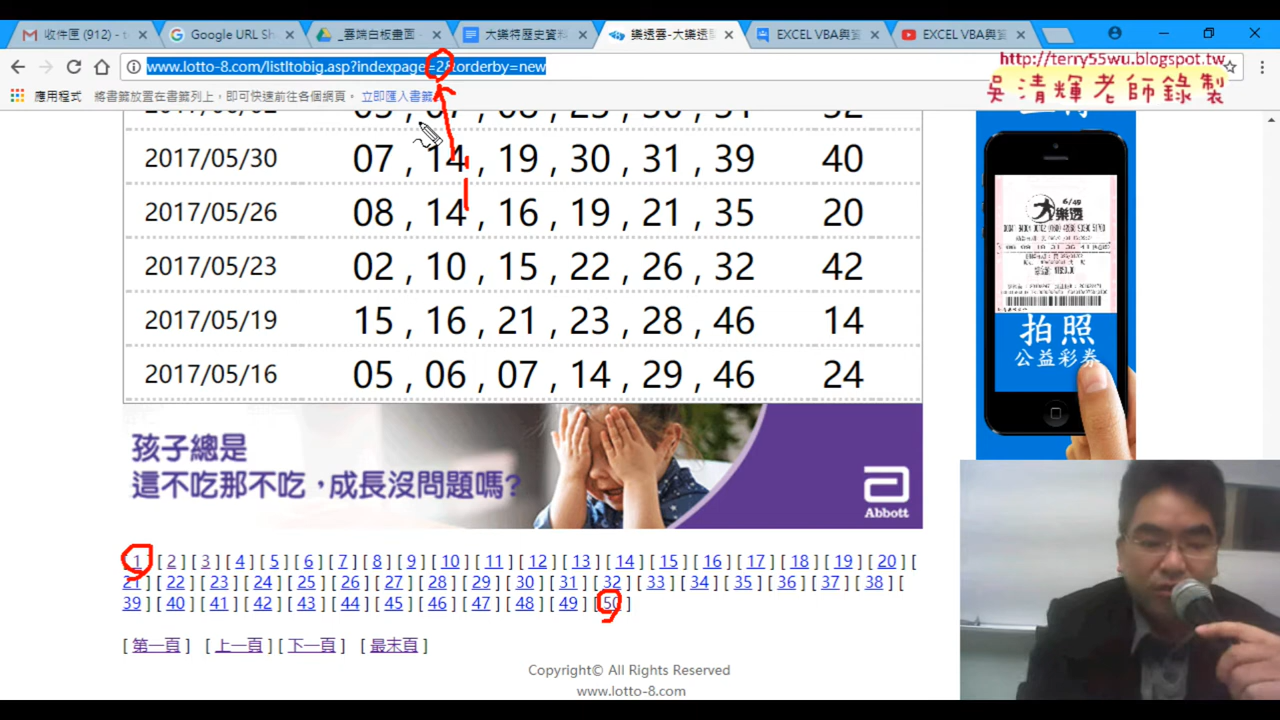 收件匣 (912) - t
Google URL Sh
_雲端白板畫面 -
大樂特歷史資料
樂透雲-大樂透
EXCEL VBA與資
EXCEL VBA與
www.lotto-8.com/listltobig.asp?indexpage=2&orderby=new
http://terry55wu.blogspot.tw
吳清輝老師錄製
應用程式 將書籤放置在書籤列上，即可快速前往各個網頁。 立即匯入書籤...
2017/05/30 07 , 14 , 19 , 30 , 31 , 39 40
2017/05/26 08 , 14 , 16 , 19 , 21 , 35 20
2017/05/23 02 , 10 , 15 , 22 , 26 , 32 42
2017/05/19 15 , 16 , 21 , 23 , 28 , 46 14
2017/05/16 05 , 06 , 07 , 14 , 29 , 46 24
6/49
樂透
拍照
公益彩券
孩子總是
這不吃那不吃，成長沒問題嗎?
Abbott
[ 1 ] [ 2 ] [ 3 ] [ 4 ] [ 5 ] [ 6 ] [ 7 ] [ 8 ] [ 9 ] [ 10 ] [ 11 ] [ 12 ] [ 13 ] [ 14 ] [ 15 ] [ 16 ] [ 17 ] [ 18 ] [ 19 ] [ 20 ] [
21 ] [ 22 ] [ 23 ] [ 24 ] [ 25 ] [ 26 ] [ 27 ] [ 28 ] [ 29 ] [ 30 ] [ 31 ] [ 32 ] [ 33 ] [ 34 ] [ 35 ] [ 36 ] [ 37 ] [ 38 ] [
39 ] [ 40 ] [ 41 ] [ 42 ] [ 43 ] [ 44 ] [ 45 ] [ 46 ] [ 47 ] [ 48 ] [ 49 ] [ 50 ]
[ 第一頁 ] [ 上一頁 ] [ 下一頁 ] [ 最末頁 ]
Copyright© All Rights Reserved
www.lotto-8.com